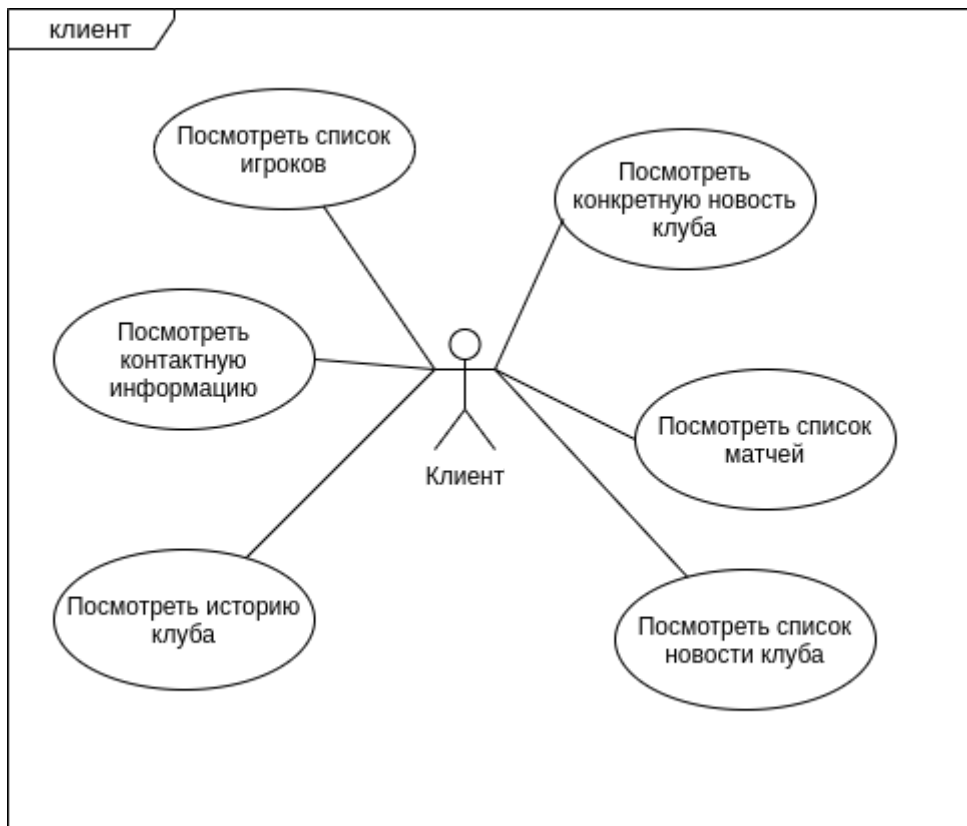 клиент
Посмотреть список
игроков
Посмотреть
конкретную новость
клуба
Посмотреть
контактную
информацию
Клиент
Посмотреть список
матчей
Посмотреть историю
клуба
Посмотреть список
новости клуба